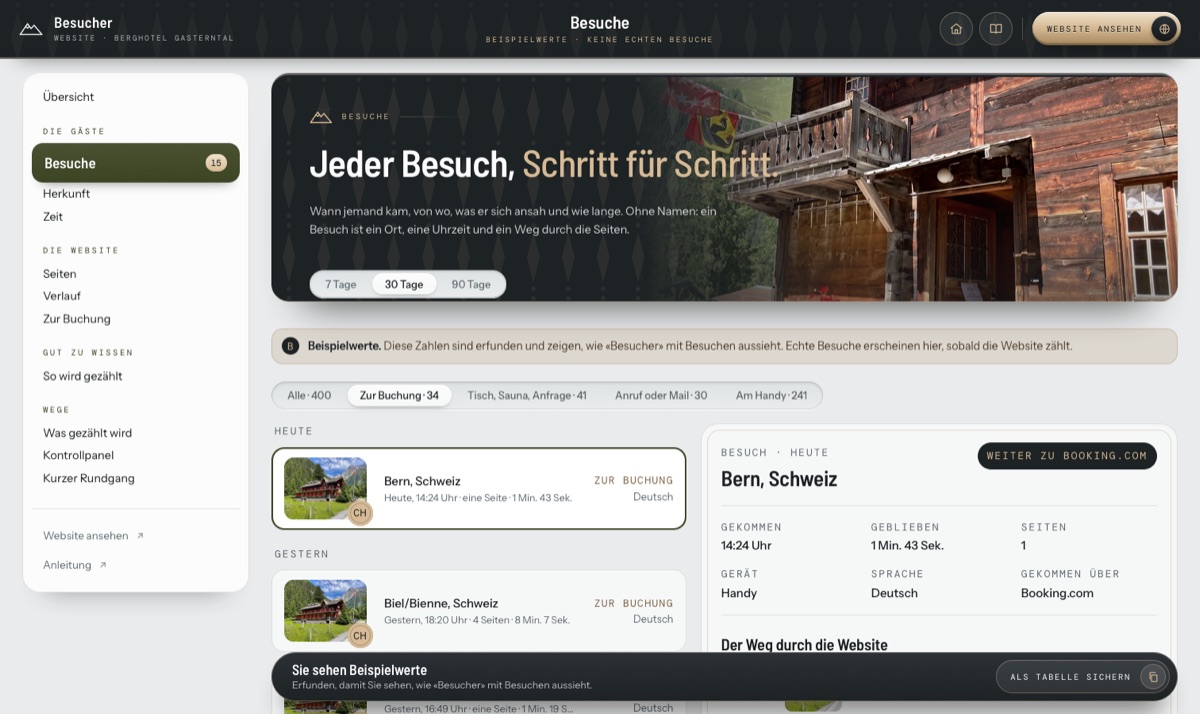 Besucher
WEBSITE · BERGHOTEL GASTERNTAL
Besuche
BEISPIELWERTE · KEINE ECHTEN BESUCHE
WEBSITE ANSEHEN
Übersicht
DIE GÄSTE
Besuche 15
Herkunft
Zeit
DIE WEBSITE
Seiten
Verlauf
Zur Buchung
GUT ZU WISSEN
So wird gezählt
WEGE
Was gezählt wird
Kontrollpanel
Kurzer Rundgang
Website ansehen ↗
Anleitung ↗
BESUCHE
Jeder Besuch, Schritt für Schritt.
Wann jemand kam, von wo, was er sich ansah und wie lange. Ohne Namen: ein
Besuch ist ein Ort, eine Uhrzeit und ein Weg durch die Seiten.
7 Tage 30 Tage 90 Tage
B Beispielwerte. Diese Zahlen sind erfunden und zeigen, wie «Besucher» mit Besuchen aussieht. Echte Besuche erscheinen hier, sobald die Website zählt.
Alle · 400 Zur Buchung · 34 Tisch, Sauna, Anfrage · 41 Anruf oder Mail · 30 Am Handy · 241
HEUTE
Bern, Schweiz
Heute, 14:24 Uhr · eine Seite · 1 Min. 43 Sek.
ZUR BUCHUNG
Deutsch
CH
GESTERN
Biel/Bienne, Schweiz
Gestern, 18:20 Uhr · 4 Seiten · 8 Min. 7 Sek.
ZUR BUCHUNG
Deutsch
CH
Gestern, 16:49 Uhr · eine Seite · 1 Min. 19 S...
Deutsch
BESUCH · HEUTE
Bern, Schweiz
WEITER ZU BOOKING.COM
GEKOMMEN GEBLIEBEN SEITEN
14:24 Uhr 1 Min. 43 Sek. 1
GERÄT SPRACHE GEKOMMEN ÜBER
Handy Deutsch Booking.com
Der Weg durch die Website
Sie sehen Beispielwerte
Erfunden, damit Sie sehen, wie «Besucher» mit Besuchen aussieht.
ALS TABELLE SICHERN